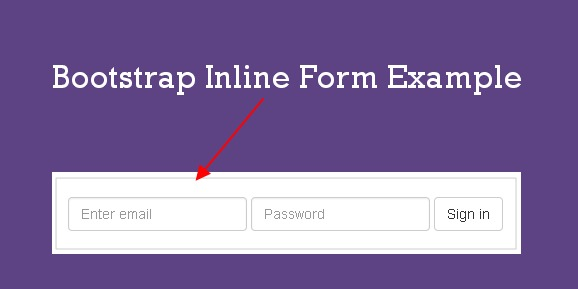 Bootstrap Inline Form Example
Enter email Password Sign in